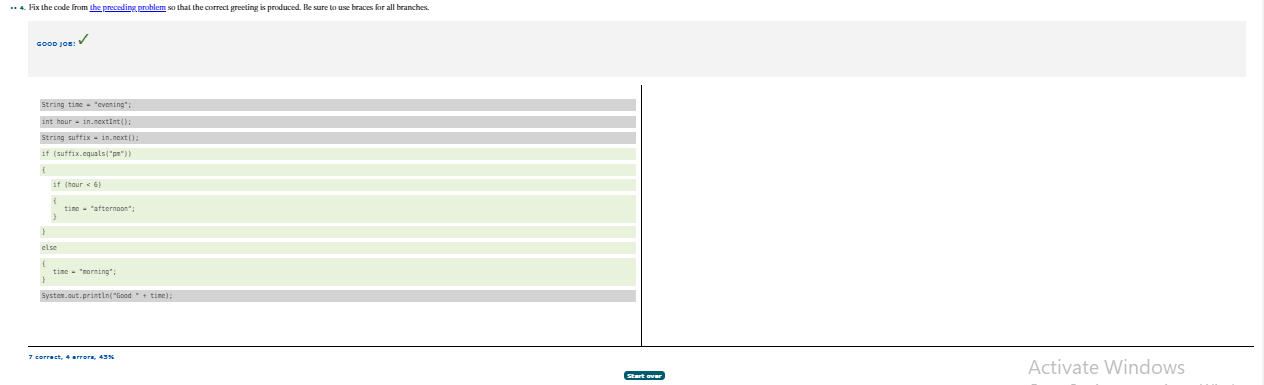 •• 4. Fix the code from the preceding problem so that the correct greeting is produced. Be sure to use braces for all branches.
GOOD JOB! ✓
String time = "evening";
int hour = in.nextInt();
String suffix = in.next();
if (suffix.equals("pm"))
{
if (hour < 6)
{
time = "afternoon";
}
}
else
{
time = "morning";
}
System.out.println("Good " + time);
7 correct, 4 errors, 43%
Start over
Activate Windows